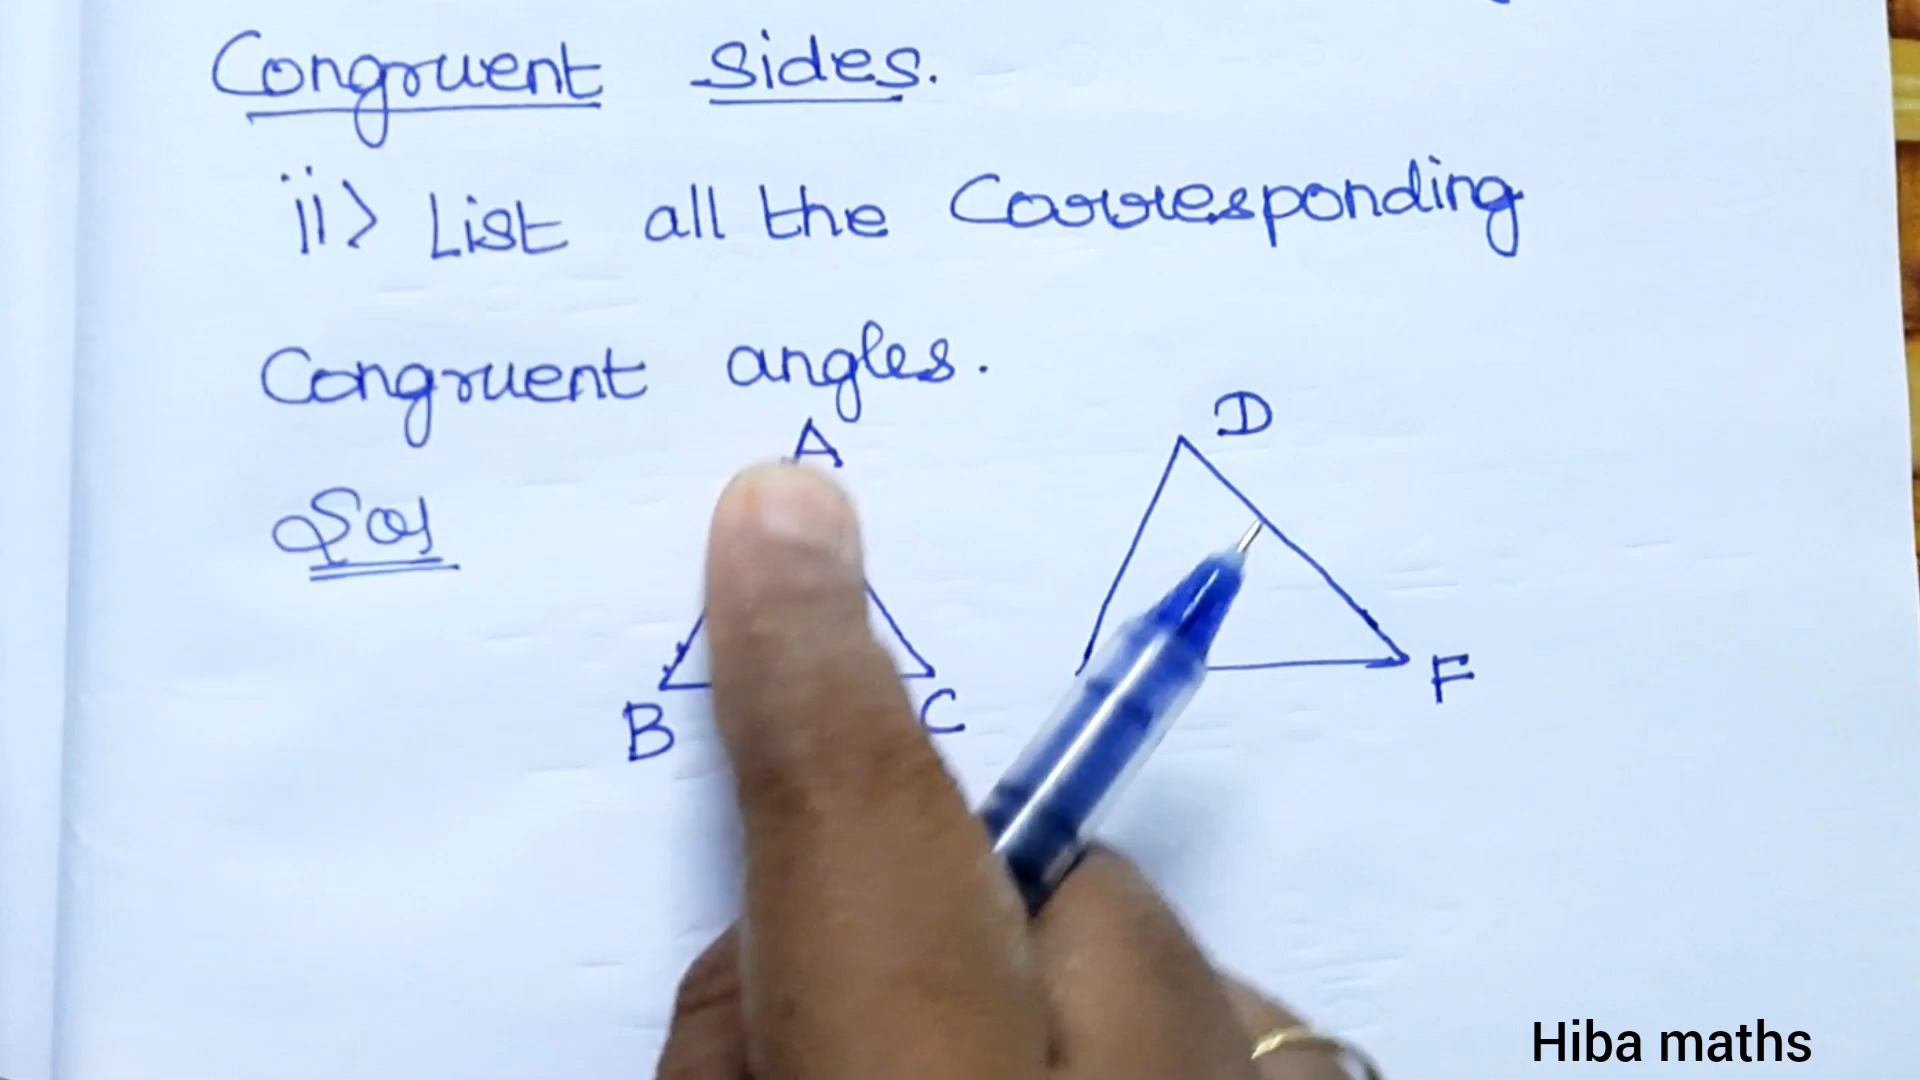 Congruent sides.
ii> List all the Corresponding
Congruent angles.
A
D
Sol
F
B
C
Hiba maths